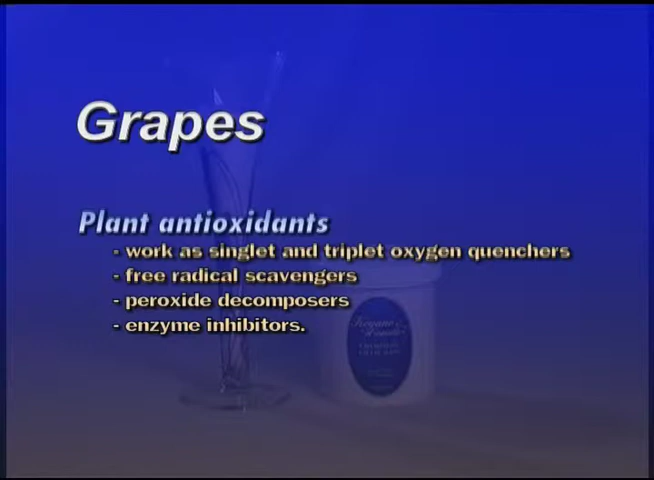 Grapes
Plant antioxidants
- work as singlet and triplet oxygen quenchers
- free radical scavengers
- peroxide decomposers
- enzyme inhibitors.